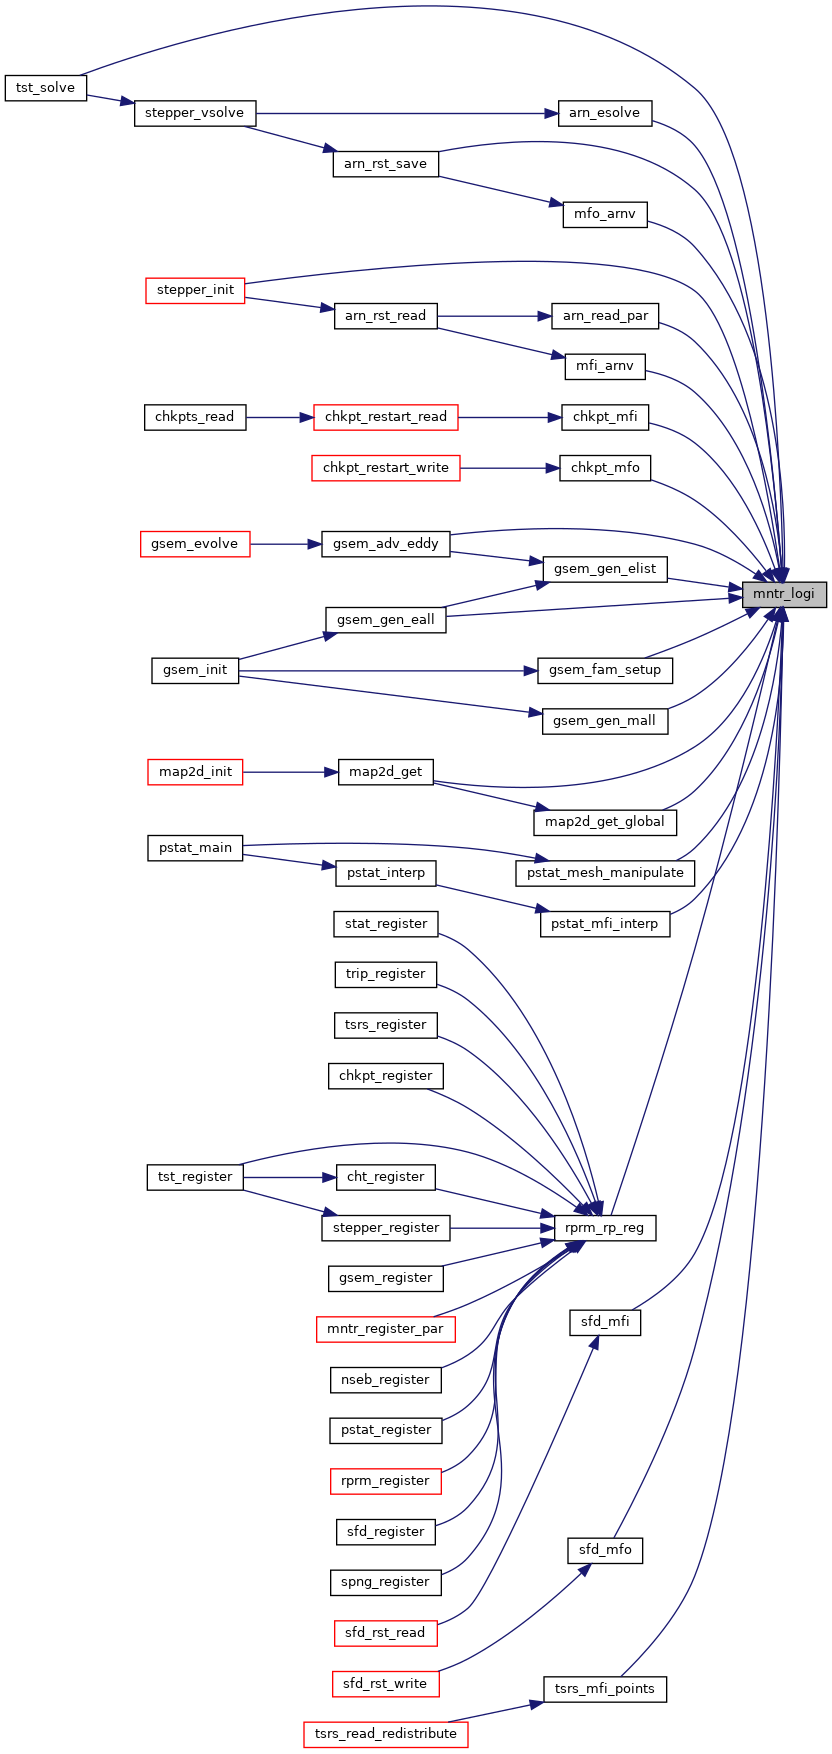 tst_solve
stepper_vsolve
arn_esolve
arn_rst_save
mfo_arnv
stepper_init
arn_rst_read
arn_read_par
mfi_arnv
chkpts_read
chkpt_restart_read
chkpt_mfi
chkpt_restart_write
chkpt_mfo
gsem_evolve
gsem_adv_eddy
gsem_gen_elist
mntr_logi
gsem_gen_eall
gsem_init
gsem_fam_setup
gsem_gen_mall
map2d_init
map2d_get
map2d_get_global
pstat_main
pstat_interp
pstat_mesh_manipulate
pstat_mfi_interp
stat_register
trip_register
tsrs_register
chkpt_register
tst_register
cht_register
stepper_register
rprm_rp_reg
gsem_register
mntr_register_par
sfd_mfi
nseb_register
pstat_register
rprm_register
sfd_register
sfd_mfo
spng_register
sfd_rst_read
sfd_rst_write
tsrs_mfi_points
tsrs_read_redistribute